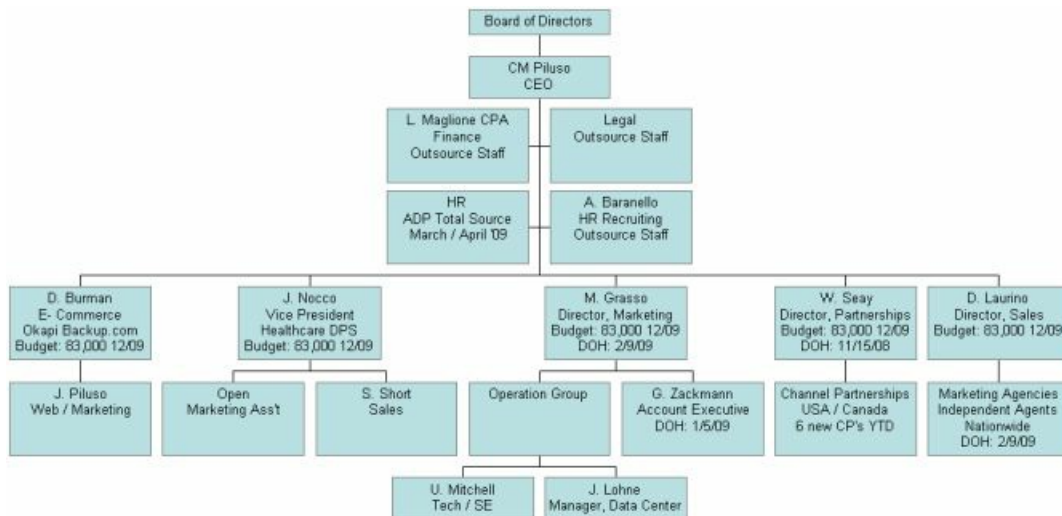 Board of Directors
CM Piluso
CEO
L. Maglione CPA
Finance
Outsource Staff
Legal
Outsource Staff
HR
ADP Total Source
March / April '09
A. Baranello
HR Recruiting
Outsource Staff
D. Burman
E- Commerce
Okapi Backup.com
Budget: 83,000 12/09
J. Nocco
Vice President
Healthcare DPS
Budget: 83,000 12/09
M. Grasso
Director, Marketing
Budget: 83,000 12/09
DOH: 2/9/09
W. Seay
Director, Partnerships
Budget: 83,000 12/09
DOH: 11/15/08
D. Laurino
Director, Sales
Budget: 83,000 12/09
J. Piluso
Web / Marketing
Open
Marketing Ass't
S. Short
Sales
Operation Group
G. Zackmann
Account Executive
DOH: 1/5/09
Channel Partnerships
USA / Canada
6 new CP's YTD
Marketing Agencies
Independent Agents
Nationwide
DOH: 2/9/09
U. Mitchell
Tech / SE
J. Lohne
Manager, Data Center